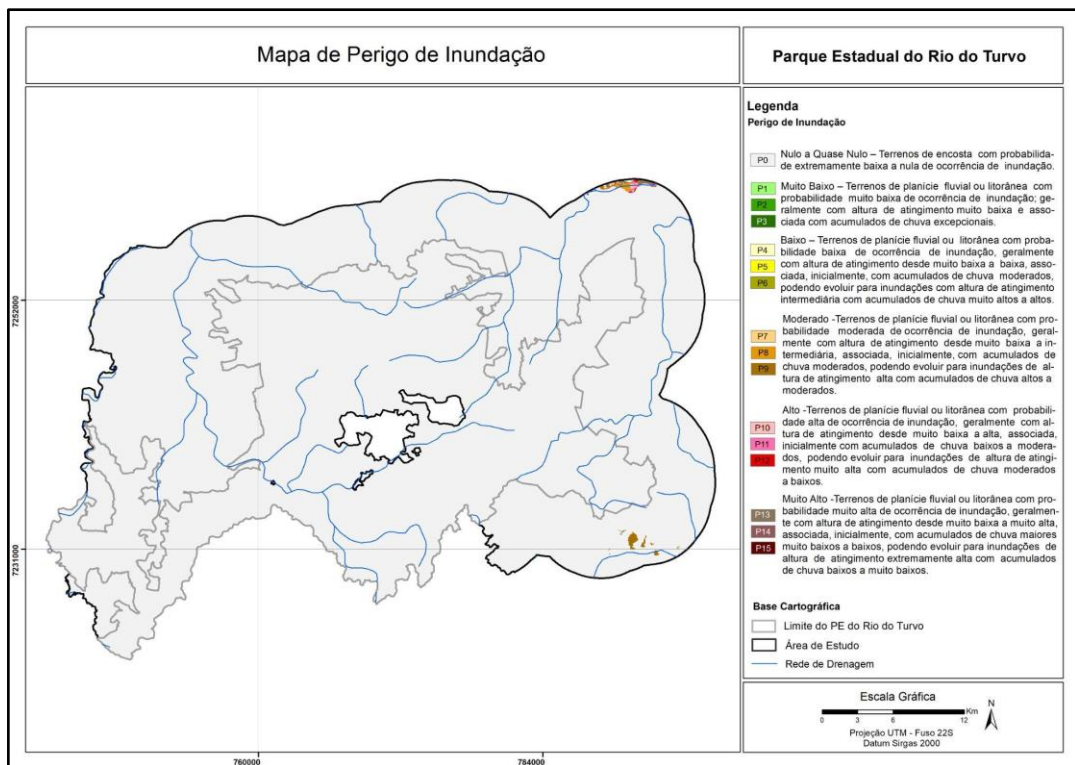 Mapa de Perigo de Inundação
Parque Estadual do Rio do Turvo
Legenda
Perigo de Inundação
P0
Nulo a Quase Nulo – Terrenos de encosta com probabilida-
de extremamente baixa a nula de ocorrência de inundação.
P1
P2
P3
Muito Baixo – Terrenos de planície fluvial ou litorânea com
probabilidade muito baixa de ocorrência de inundação; ge-
ralmente com altura de atingimento muito baixa e asso-
ciada com acumulados de chuva excepcionais.
P4
P5
P6
Baixo – Terrenos de planície fluvial ou litorânea com proba-
bilidade baixa de ocorrência de inundação, geralmente
com altura de atingimento desde muito baixa a baixa, asso-
ciada, inicialmente, com acumulados de chuva moderados,
podendo evoluir para inundações com altura de atingimento
intermediária com acumulados de chuva muito altos a altos.
P7
P8
P9
Moderado -Terrenos de planície fluvial ou litorânea com pro-
babilidade moderada de ocorrência de inundação, geral-
mente com altura de atingimento desde muito baixa a in-
termediária, associada, inicialmente, com acumulados de
chuva moderados, podendo evoluir para inundações de al-
tura de atingimento alta com acumulados de chuva altos a
moderados.
P10
P11
P12
Alto -Terrenos de planície fluvial ou litorânea com probabili-
dade alta de ocorrência de inundação, geralmente com al-
tura de atingimento desde muito baixa a alta, associada,
inicialmente com acumulados de chuva baixos a modera-
dos, podendo evoluir para inundações de altura de atingi-
mento muito alta com acumulados de chuva moderados
a baixos.
P13
P14
P15
Muito Alto -Terrenos de planície fluvial ou litorânea com pro-
babilidade muito alta de ocorrência de inundação, geralmen-
te com altura de atingimento desde muito baixa a muito alta,
associada, inicialmente, com acumulados de chuva maiores
muito baixos a baixos, podendo evoluir para inundações de
altura de atingimento extremamente alta com acumulados
de chuva baixos a muito baixos.
Base Cartográfica
Limite do PE do Rio do Turvo
Área de Estudo
Rede de Drenagem
Escala Gráfica
N
Km
0 3 6 12
Projeção UTM - Fuso 22S
Datum Sirgas 2000
7252000
7231000
760000
784000